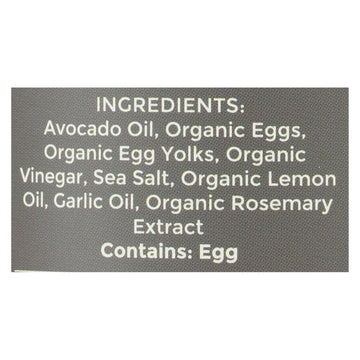 INGREDIENTS:
Avocado Oil, Organic Eggs,
Organic Egg Yolks, Organic
Vinegar, Sea Salt, Organic Lemon
Oil, Garlic Oil, Organic Rosemary
Extract
Contains: Egg